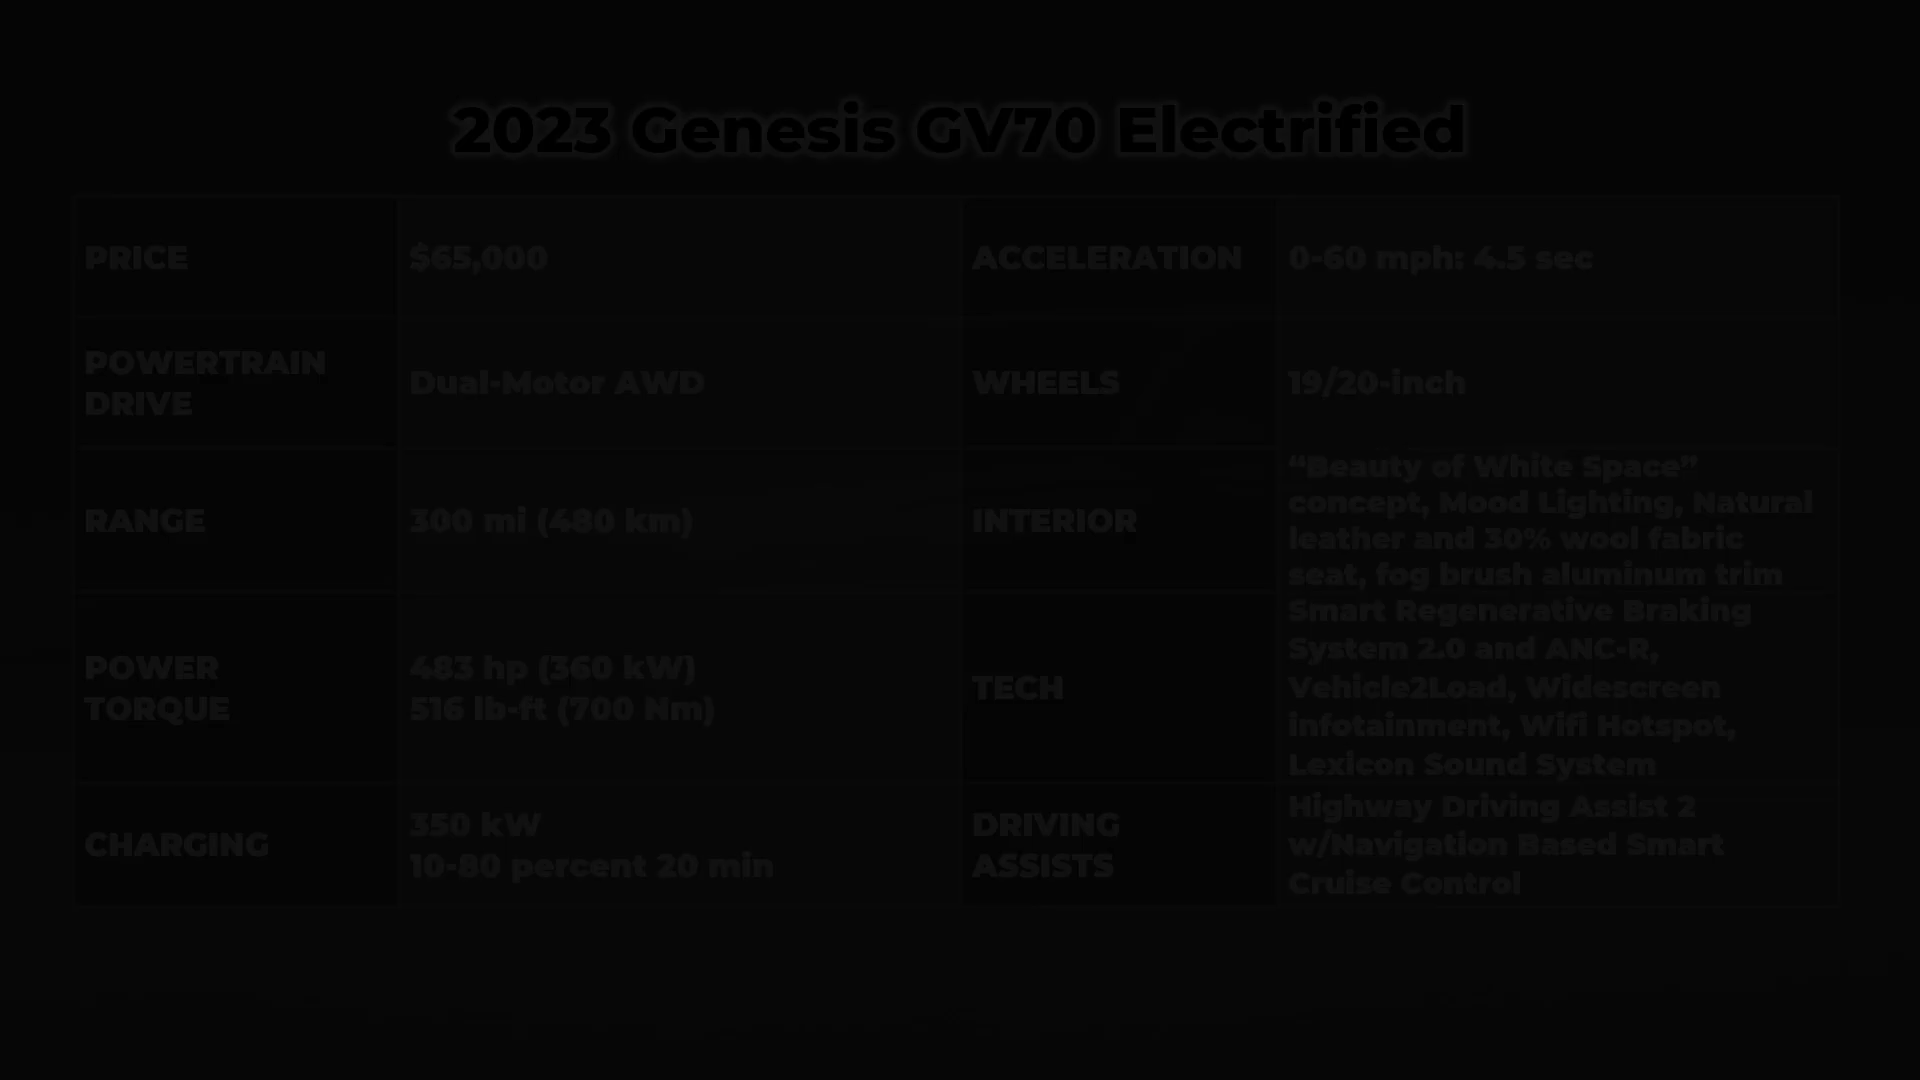 2023 Genesis GV70 Electrified
PRICE
$65,000
ACCELERATION
0-60 mph: 4.5 sec
POWERTRAIN
DRIVE
Dual-Motor AWD
WHEELS
19/20-inch
RANGE
300 mi (480 km)
INTERIOR
“Beauty of White Space”
concept, Mood Lighting, Natural
leather and 30% wool fabric
seat, fog brush aluminum trim
POWER
TORQUE
483 hp (360 kW)
516 lb-ft (700 Nm)
TECH
Smart Regenerative Braking
System 2.0 and ANC-R,
Vehicle2Load, Widescreen
infotainment, Wifi Hotspot,
Lexicon Sound System
CHARGING
350 kW
10-80 percent 20 min
DRIVING
ASSISTS
Highway Driving Assist 2
w/Navigation Based Smart
Cruise Control